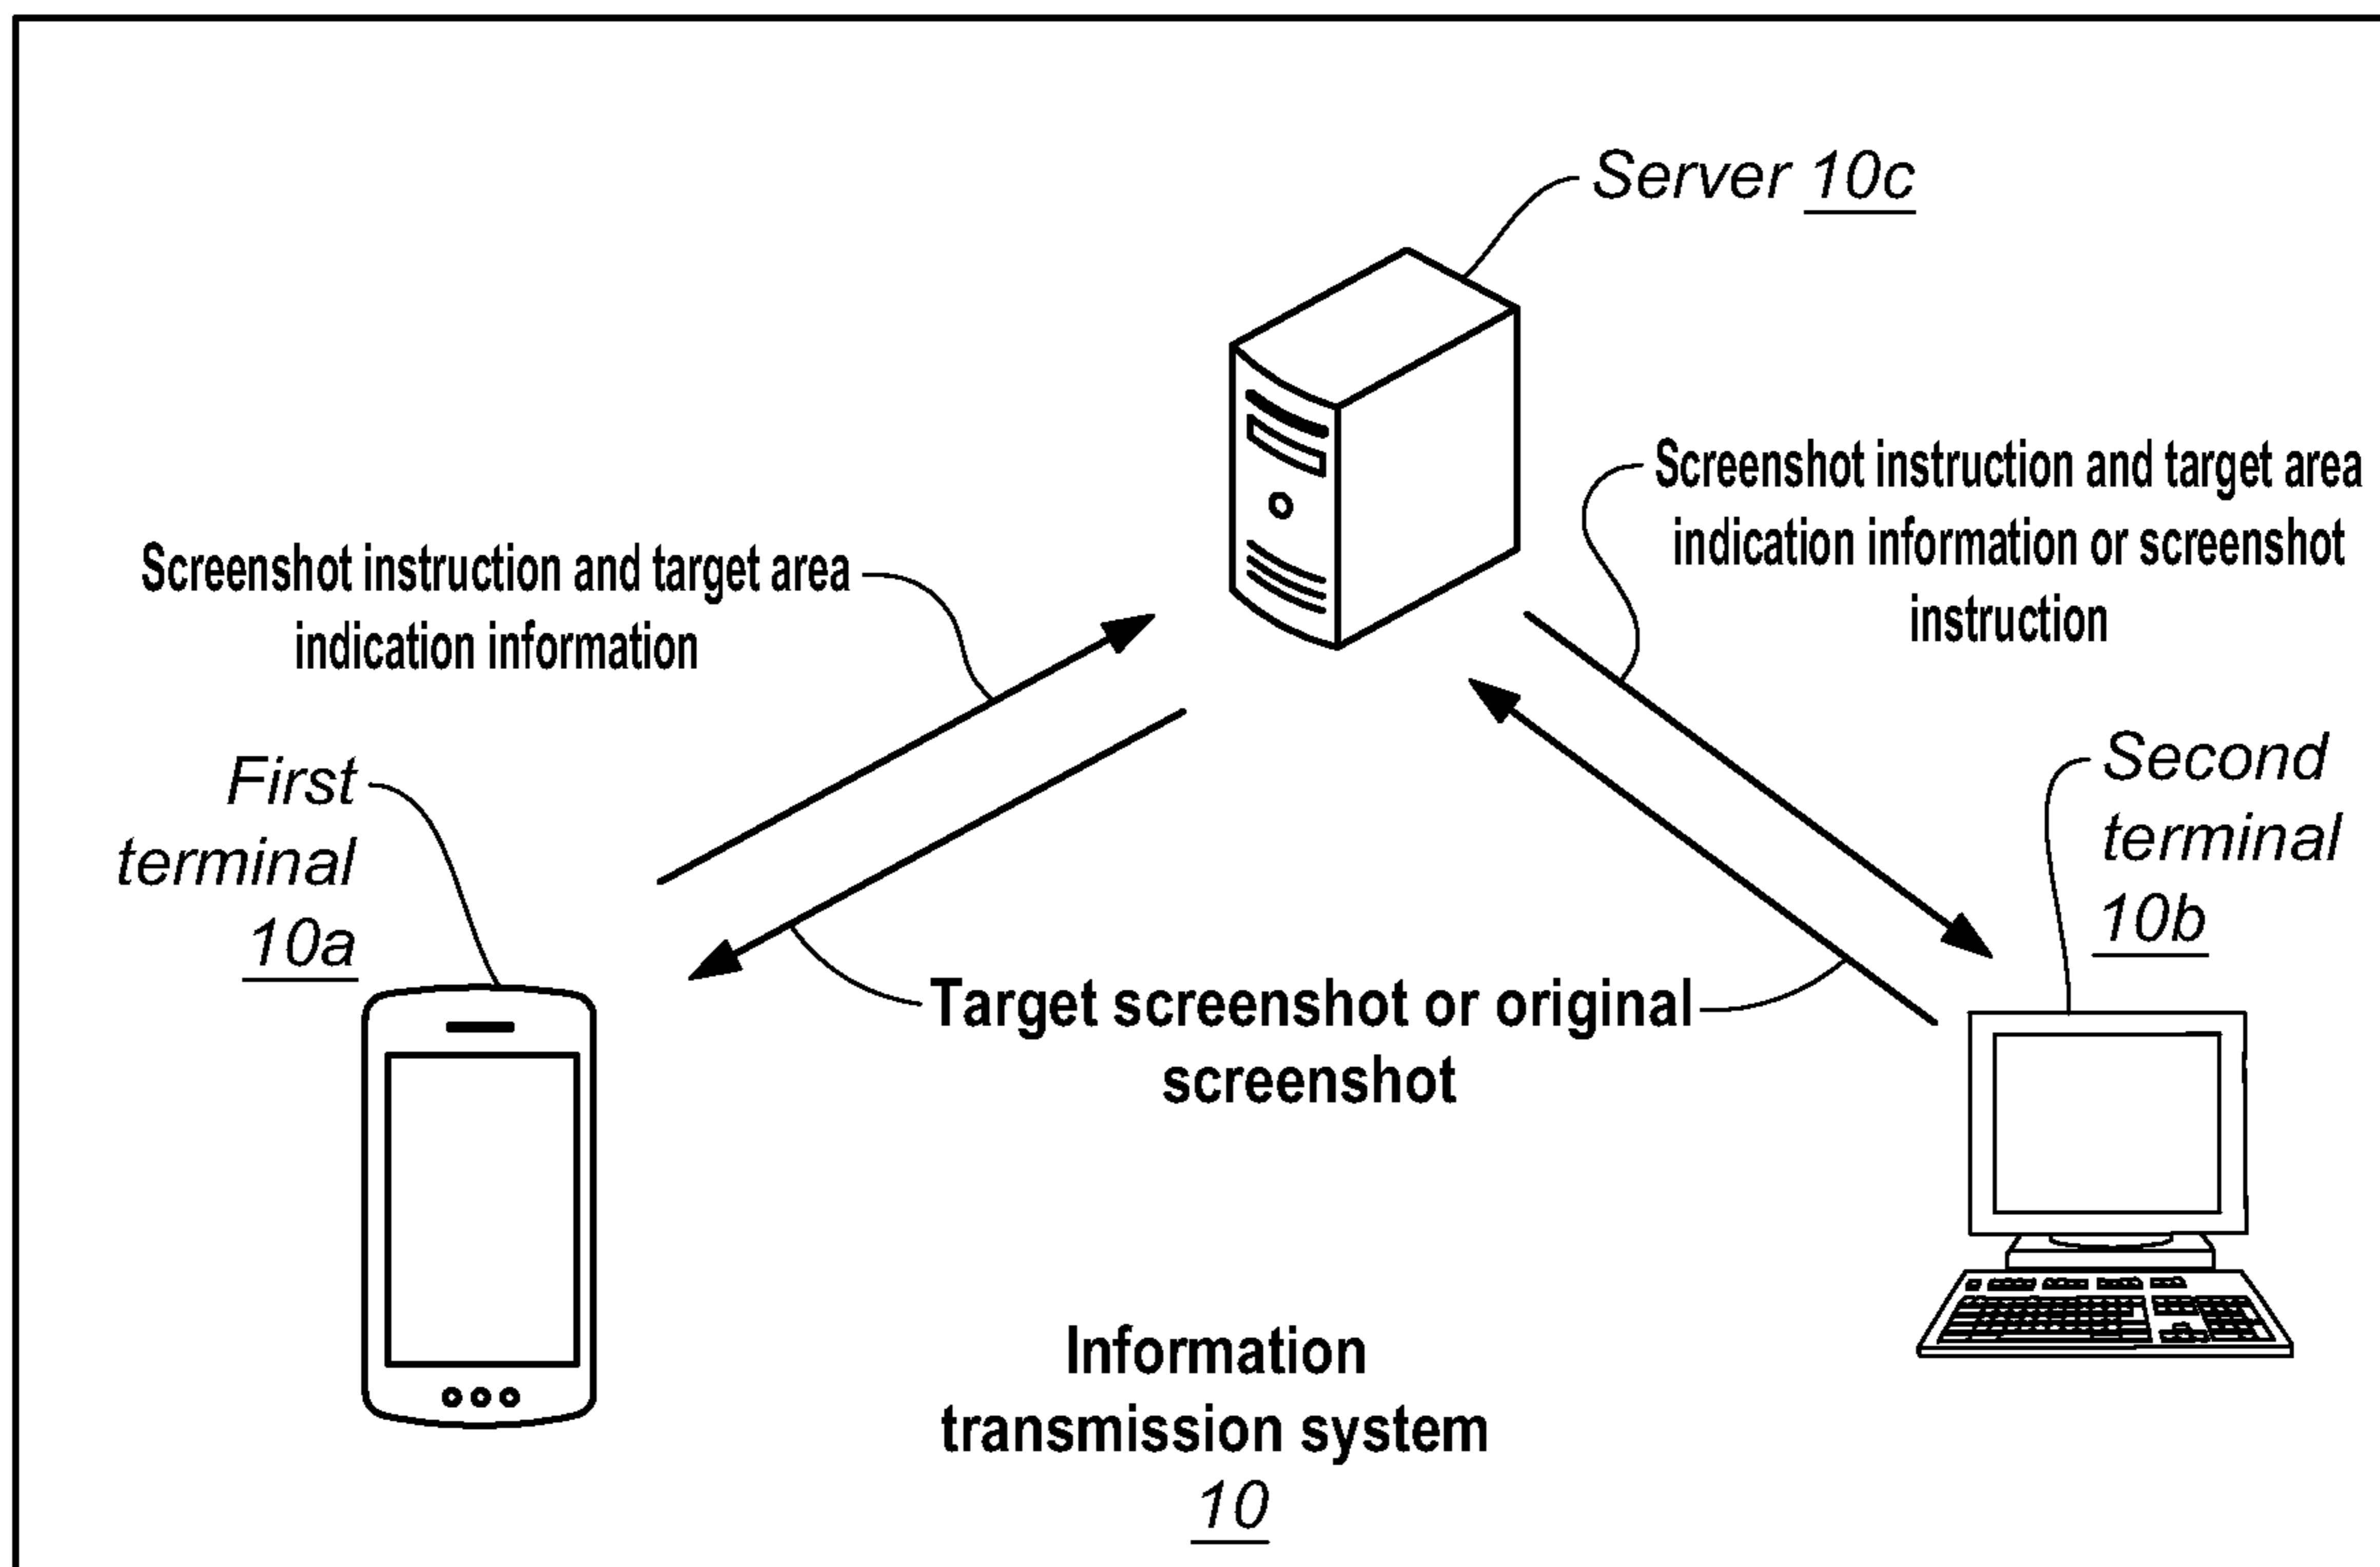 Server 10c
Screenshot instruction and target area
indication information or screenshot
instruction
Screenshot instruction and target area
indication information
First
terminal
10a
Second
terminal
10b
Target screenshot or original
screenshot
Information
transmission system
10